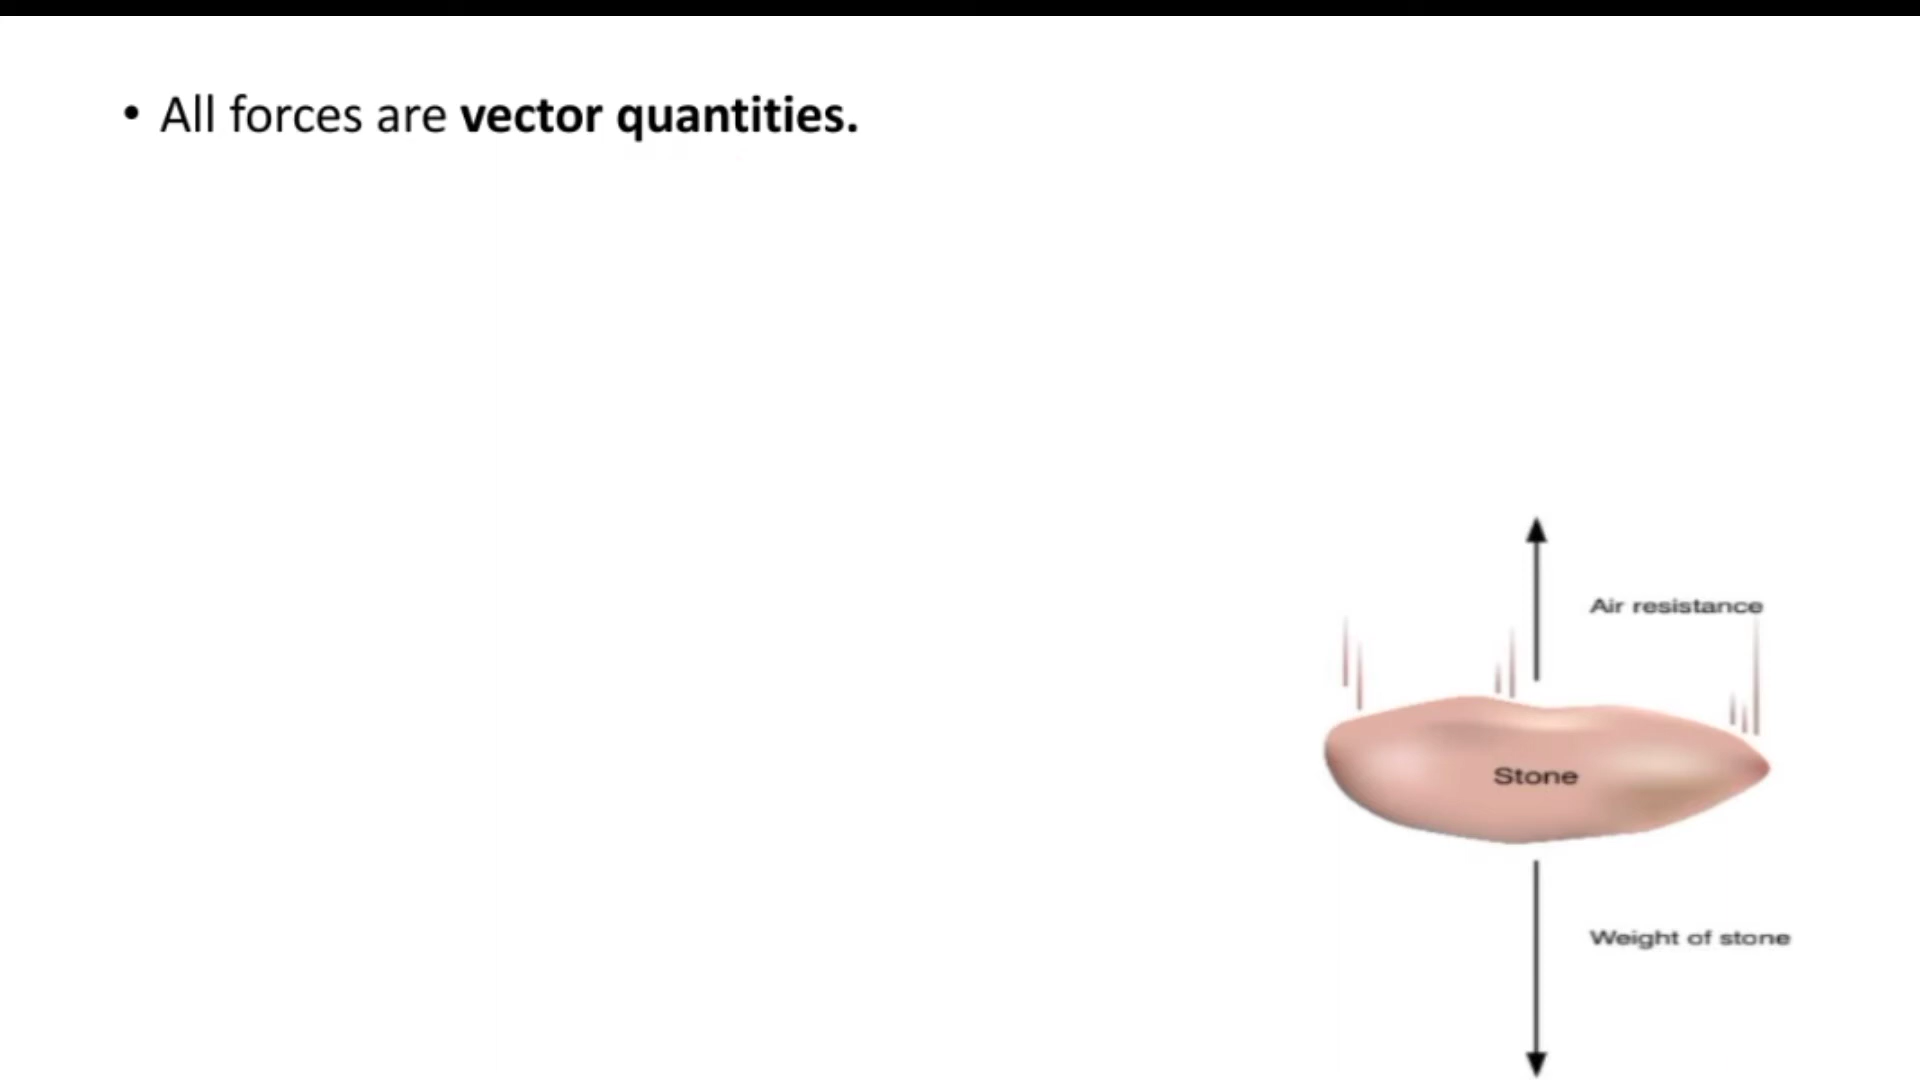 • All forces are vector quantities.
Air resistance
Stone
Weight of stone